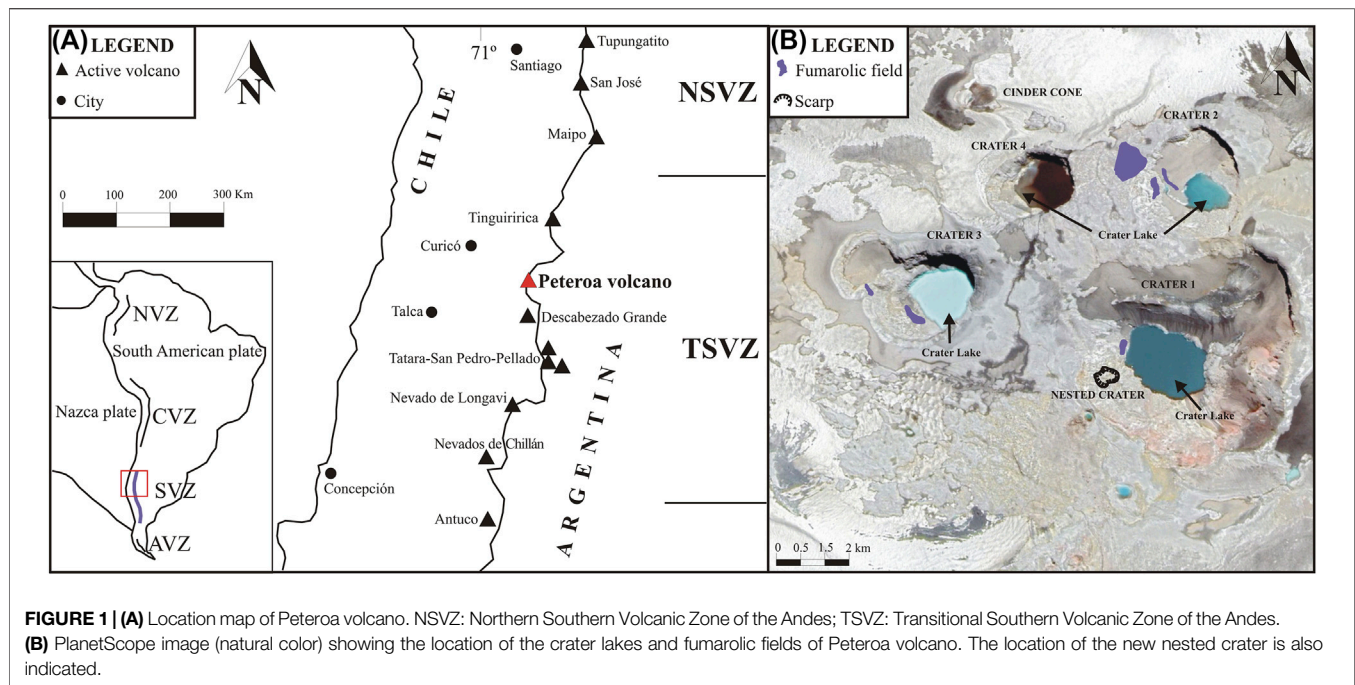 (A) LEGEND
Active volcano
City
N
0 100 200 300 Km
71º
Santiago
Tupungatito
San José
NSVZ
Maipo
CHILE
Tinguiririca
Curicó
Peteroa volcano
Talca
Descabezado Grande
Tatara-San Pedro-Pellado
TSVZ
Nevado de Longavi
Nevados de Chillán
ARGENTINA
Concepción
Antuco
NVZ
South American plate
Nazca plate
CVZ
SVZ
AVZ
(B) LEGEND
Fumarolic field
Scarp
N
CINDER CONE
CRATER 2
CRATER 4
Crater Lake
CRATER 3
CRATER 1
Crater Lake
NESTED CRATER
Crater Lake
0 0.5 1.5 2 km
FIGURE 1 | (A) Location map of Peteroa volcano. NSVZ: Northern Southern Volcanic Zone of the Andes; TSVZ: Transitional Southern Volcanic Zone of the Andes.
(B) PlanetScope image (natural color) showing the location of the crater lakes and fumarolic fields of Peteroa volcano. The location of the new nested crater is also
indicated.